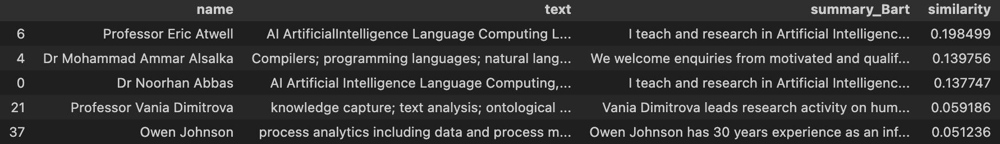 name text summary_Bart similarity
6 Professor Eric Atwell AI ArtificialIntelligence Language Computing L... I teach and research in Artificial Intelligenc... 0.198499
4 Dr Mohammad Ammar Alsalka Compilers; programming languages; natural lang... We welcome enquiries from motivated and qualif... 0.139756
0 Dr Noorhan Abbas AI Artificial Intelligence Language Computing,... I teach and research in Artificial Intelligenc... 0.137747
21 Professor Vania Dimitrova knowledge capture; text analysis; ontological ... Vania Dimitrova leads research activity on hum... 0.059186
37 Owen Johnson process analytics including data and process m... Owen Johnson has 30 years experience as an inf... 0.051236